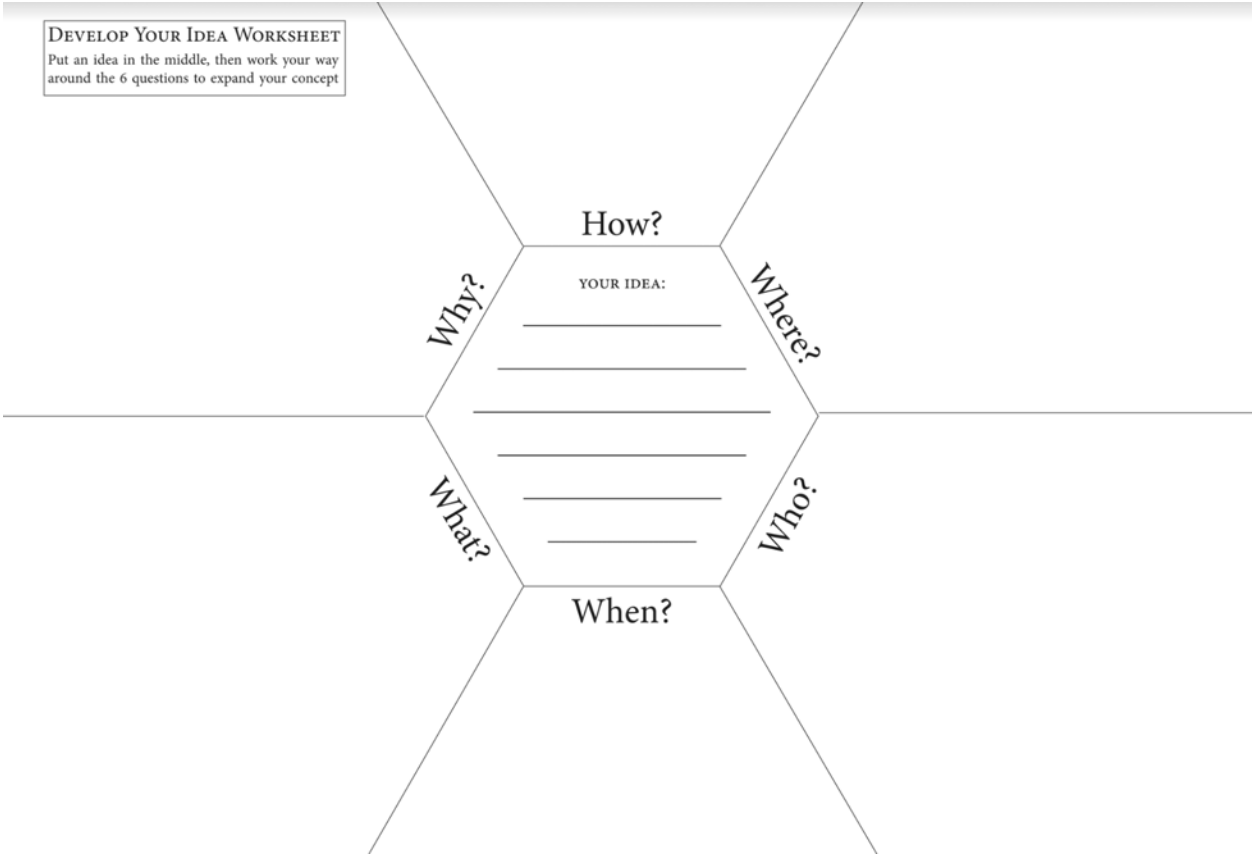 Develop Your Idea Worksheet
Put an idea in the middle, then work your way
around the 6 questions to expand your concept
How?
Why?
Where?
your idea:
What?
Who?
When?